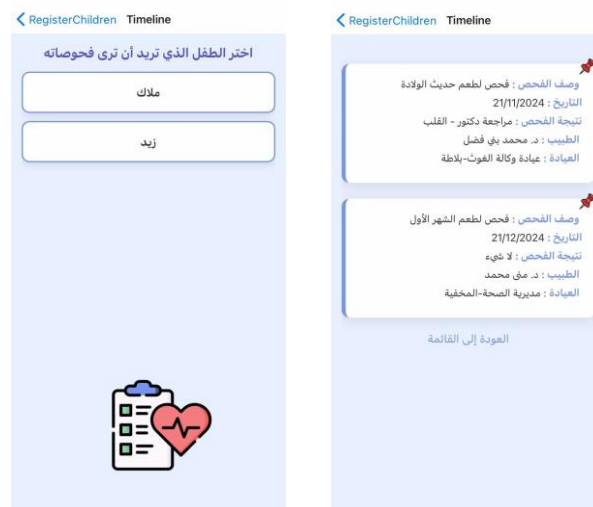 RegisterChildren Timeline
اختر الطفل الذي تريد أن ترى فحوصاته
ملاك
زيد
RegisterChildren Timeline
وصف الفحص : فحص لطعم حديث الولادة
التاريخ : 21/11/2024
نتيجة الفحص : مراجعة دكتور - القلب
الطبيب : د. محمد بني فضل
العيادة : عيادة وكالة الغوث-بلاطة
وصف الفحص : فحص لطعم الشهر الأول
التاريخ : 21/12/2024
نتيجة الفحص : لا شيء
الطبيب : د. منى محمد
العيادة : مديرية الصحة-المخفية
العودة إلى القائمة